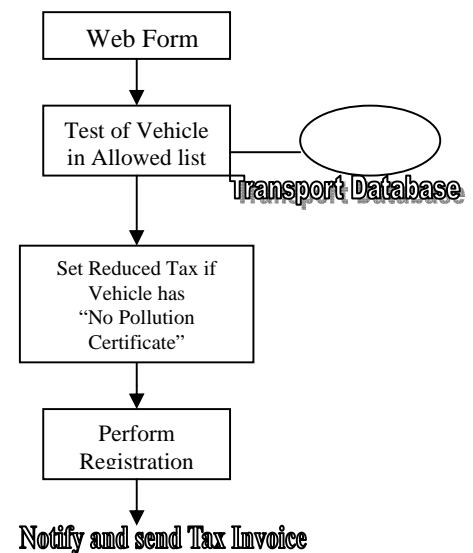 Web Form
Test of Vehicle
in Allowed list
Transport Database
Set Reduced Tax if
Vehicle has
“No Pollution
Certificate”
Perform
Registration
Notify and send Tax Invoice